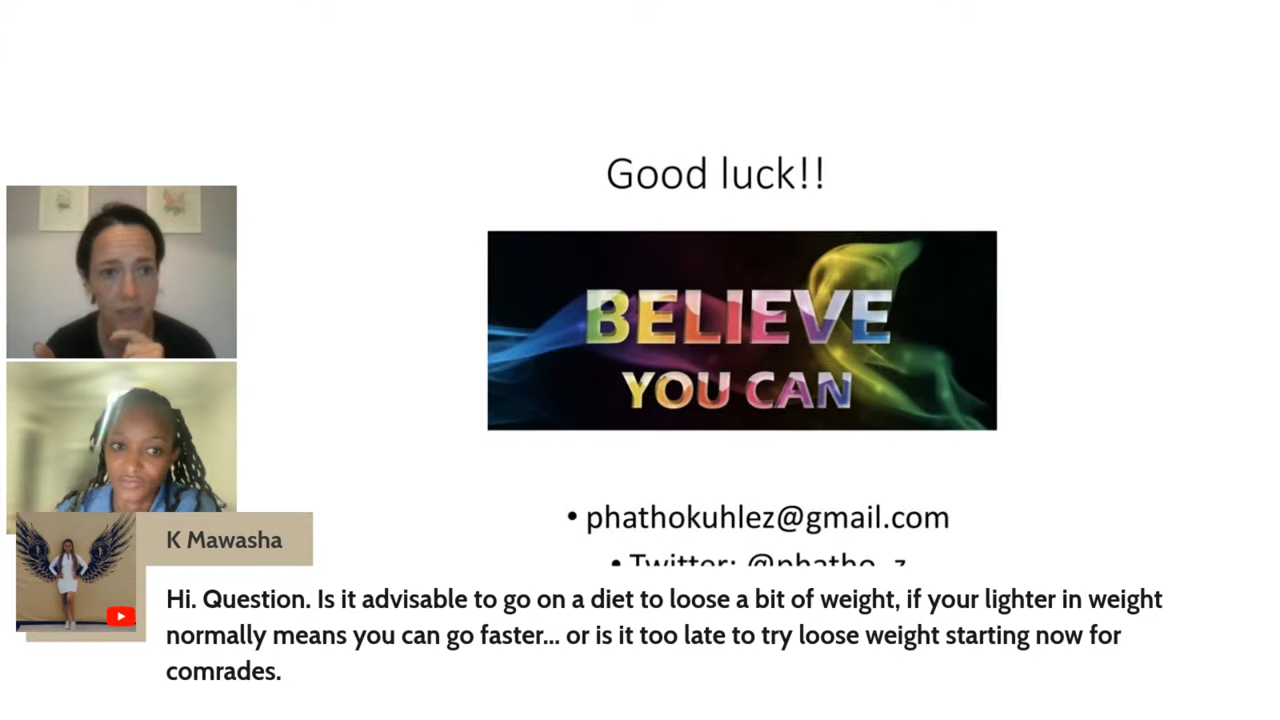 Good luck!!
BELIEVE
YOU CAN
• phathokuhlez@gmail.com
• Twitter: @phatho_z
K Mawasha
Hi. Question. Is it advisable to go on a diet to loose a bit of weight, if your lighter in weight
normally means you can go faster... or is it too late to try loose weight starting now for
comrades.